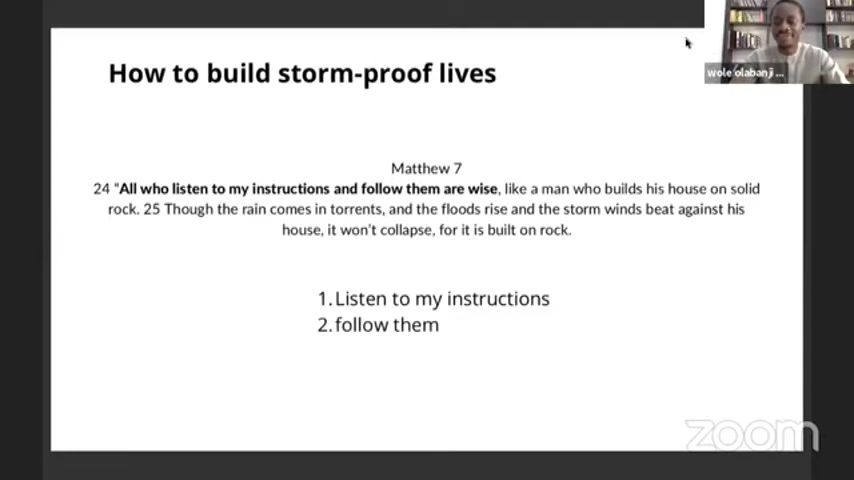 How to build storm-proof lives
wole olabanji ...
Matthew 7
24 “All who listen to my instructions and follow them are wise, like a man who builds his house on solid
rock. 25 Though the rain comes in torrents, and the floods rise and the storm winds beat against his
house, it won't collapse, for it is built on rock.
1. Listen to my instructions
2. follow them
zoom